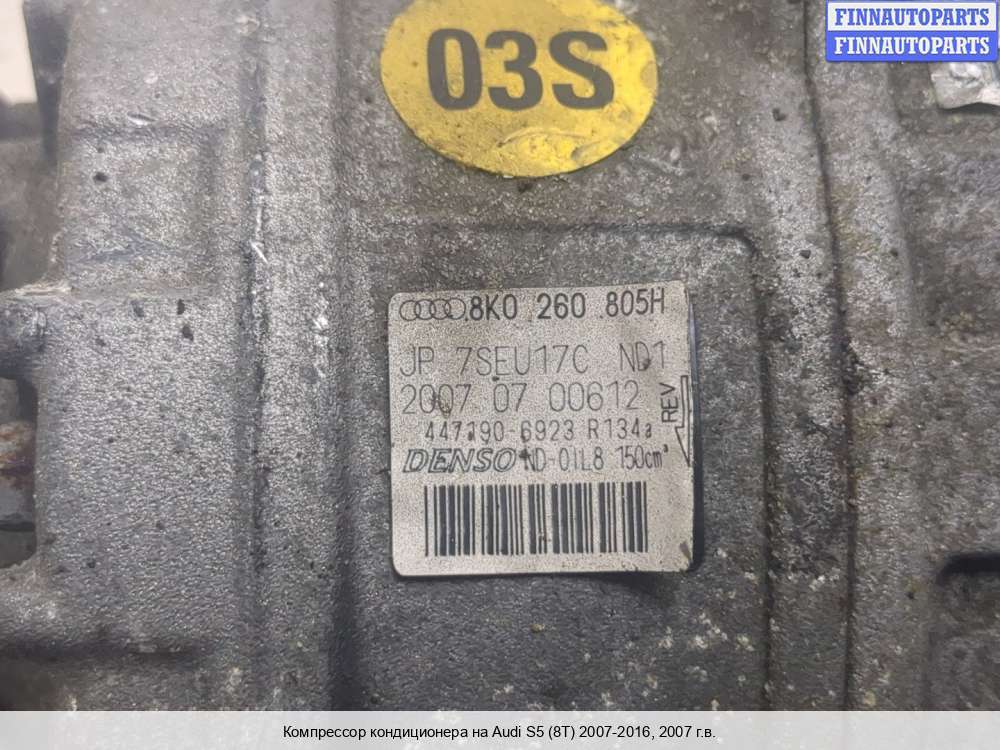 FINNAUTOPARTS
FINNAUTOPARTS
03S
8K0 260 805H
JP 7SEU17C ND1
2007 07 00612
REV
447190-6923 R134a
DENSO ND-OIL8 150cm³
Компрессор кондиционера на Audi S5 (8T) 2007-2016, 2007 г.в.